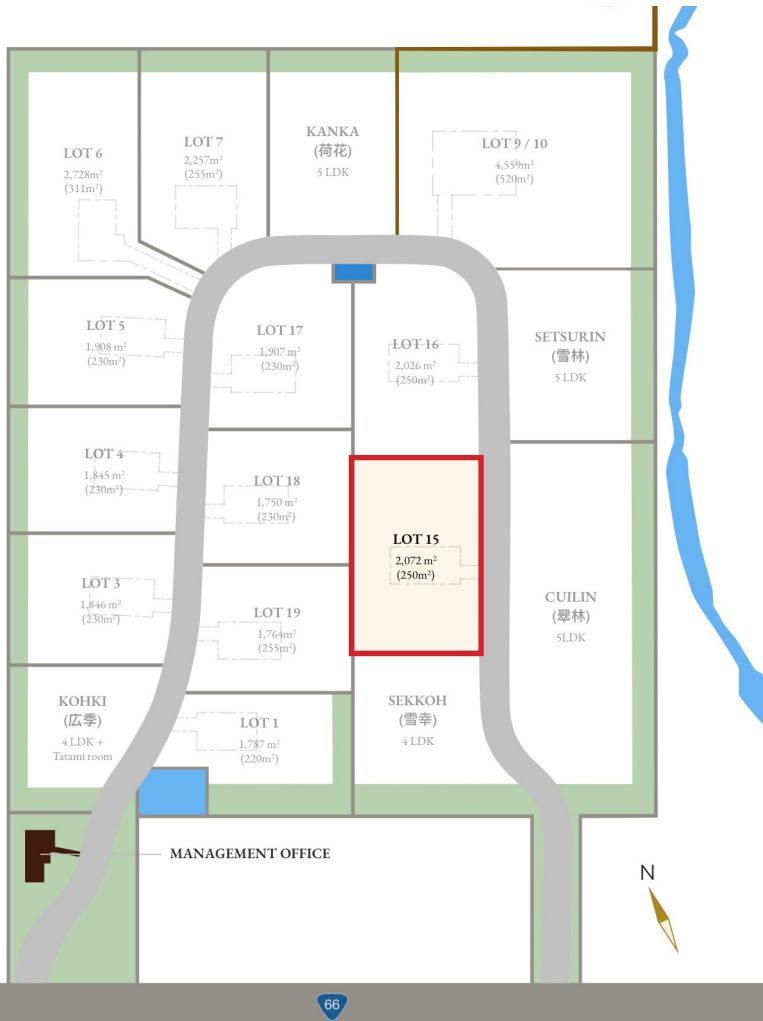 LOT 6
2,728m²
(311m²)
LOT 7
2,257m²
(255m²)
KANKA
(荷花)
5 LDK
LOT 9 / 10
4,559m²
(520m²)
LOT 5
1,908 m²
(230m²)
LOT 17
1,907 m²
(230m²)
LOT 16
2,026 m²
(250m²)
SETSURIN
(雪林)
5 LDK
LOT 4
1,845 m²
(230m²)
LOT 18
1,750 m²
(230m²)
LOT 15
2,072 m²
(250m²)
LOT 3
1,846 m²
(230m²)
LOT 19
1,764m²
(255m²)
CUILIN
(翠林)
5LDK
KOHKI
(広季)
4 LDK +
Tatami room
LOT 1
1,787 m²
(220m²)
SEKKOH
(雪幸)
4 LDK
MANAGEMENT OFFICE
N
66